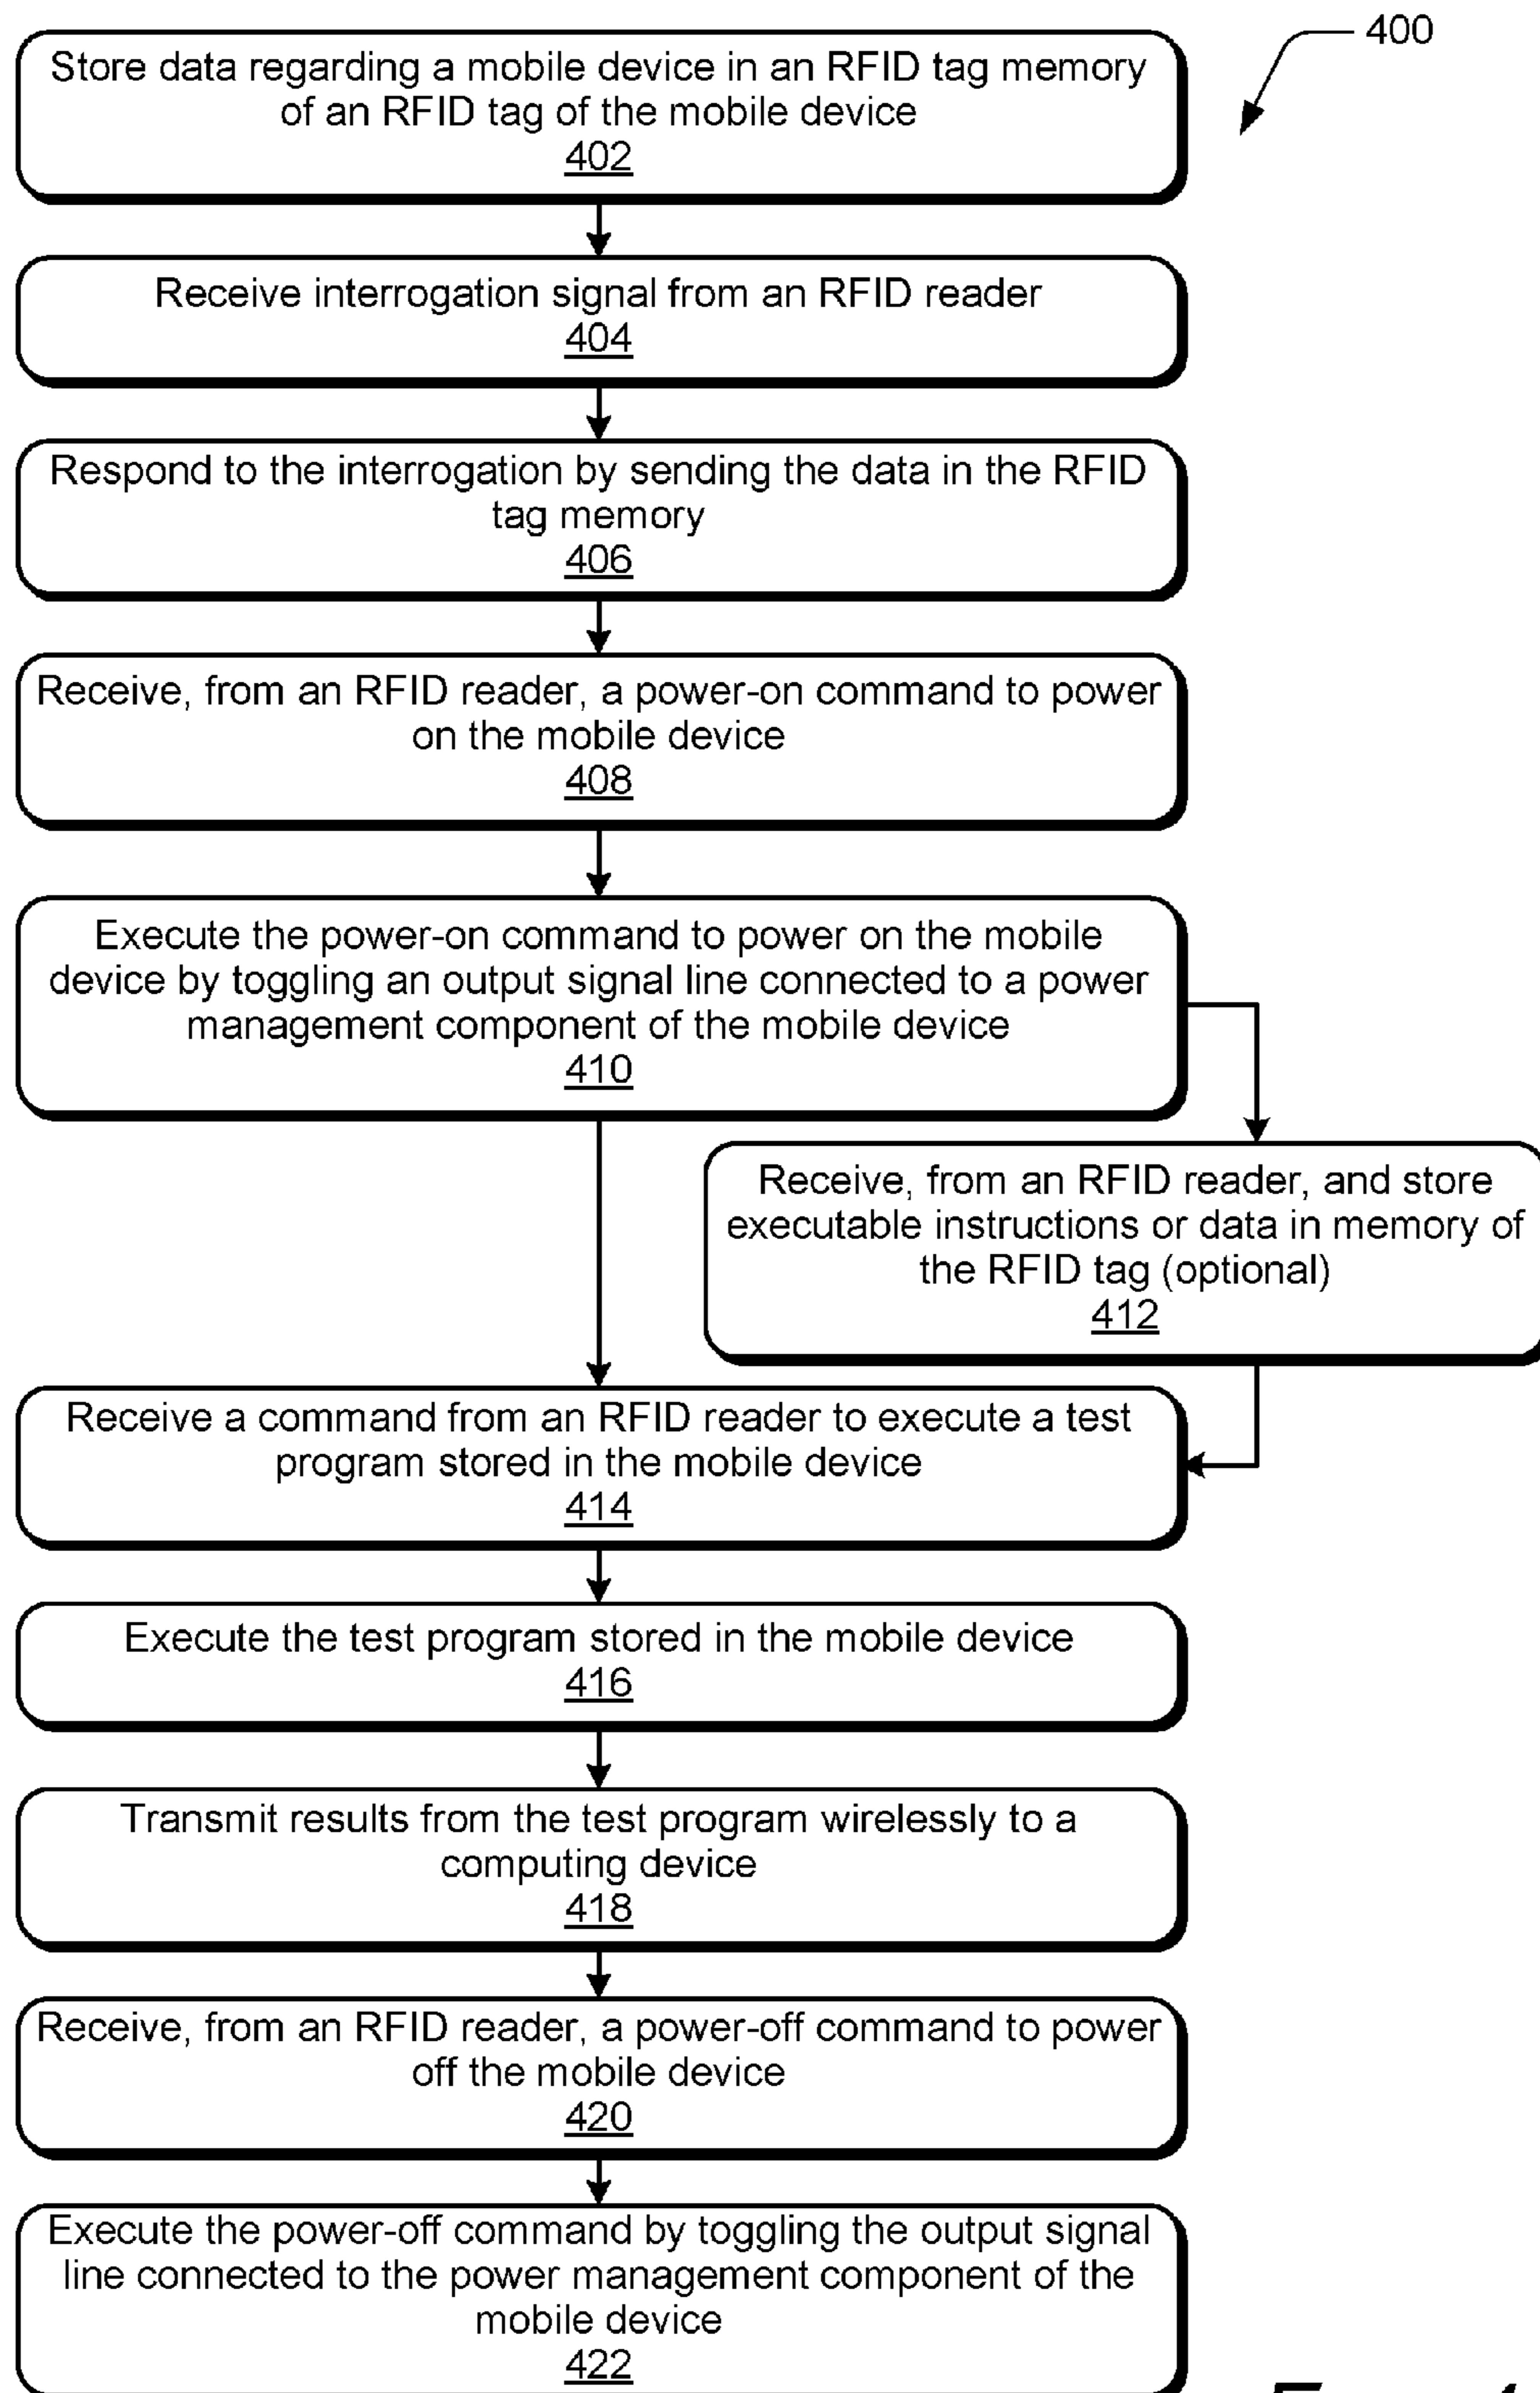 400
Store data regarding a mobile device in an RFID tag memory
of an RFID tag of the mobile device
402
Receive interrogation signal from an RFID reader
404
Respond to the interrogation by sending the data in the RFID
tag memory
406
Receive, from an RFID reader, a power-on command to power
on the mobile device
408
Execute the power-on command to power on the mobile
device by toggling an output signal line connected to a power
management component of the mobile device
410
Receive, from an RFID reader, and store
executable instructions or data in memory of
the RFID tag (optional)
412
Receive a command from an RFID reader to execute a test
program stored in the mobile device
414
Execute the test program stored in the mobile device
416
Transmit results from the test program wirelessly to a
computing device
418
Receive, from an RFID reader, a power-off command to power
off the mobile device
420
Execute the power-off command by toggling the output signal
line connected to the power management component of the
mobile device
422